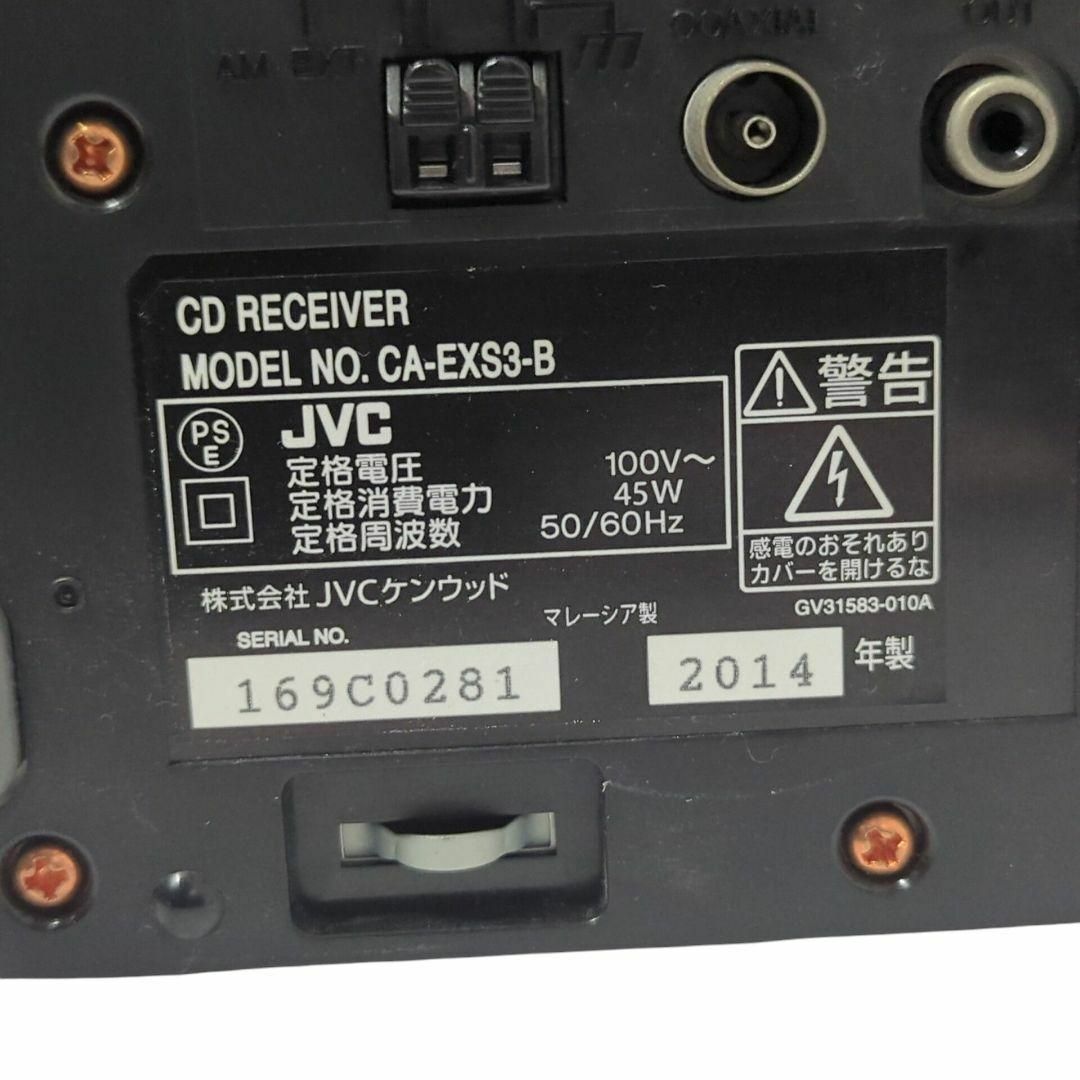 AM EXT
COAXIAL
OUT
CD RECEIVER
MODEL NO. CA-EXS3-B
PS
E
JVC
定格電圧 100V～
定格消費電力 45W
定格周波数 50/60Hz
警告
感電のおそれあり
カバーを開けるな
株式会社 JVCケンウッド
マレーシア製
GV31583-010A
SERIAL NO.
169C0281
2014 年製